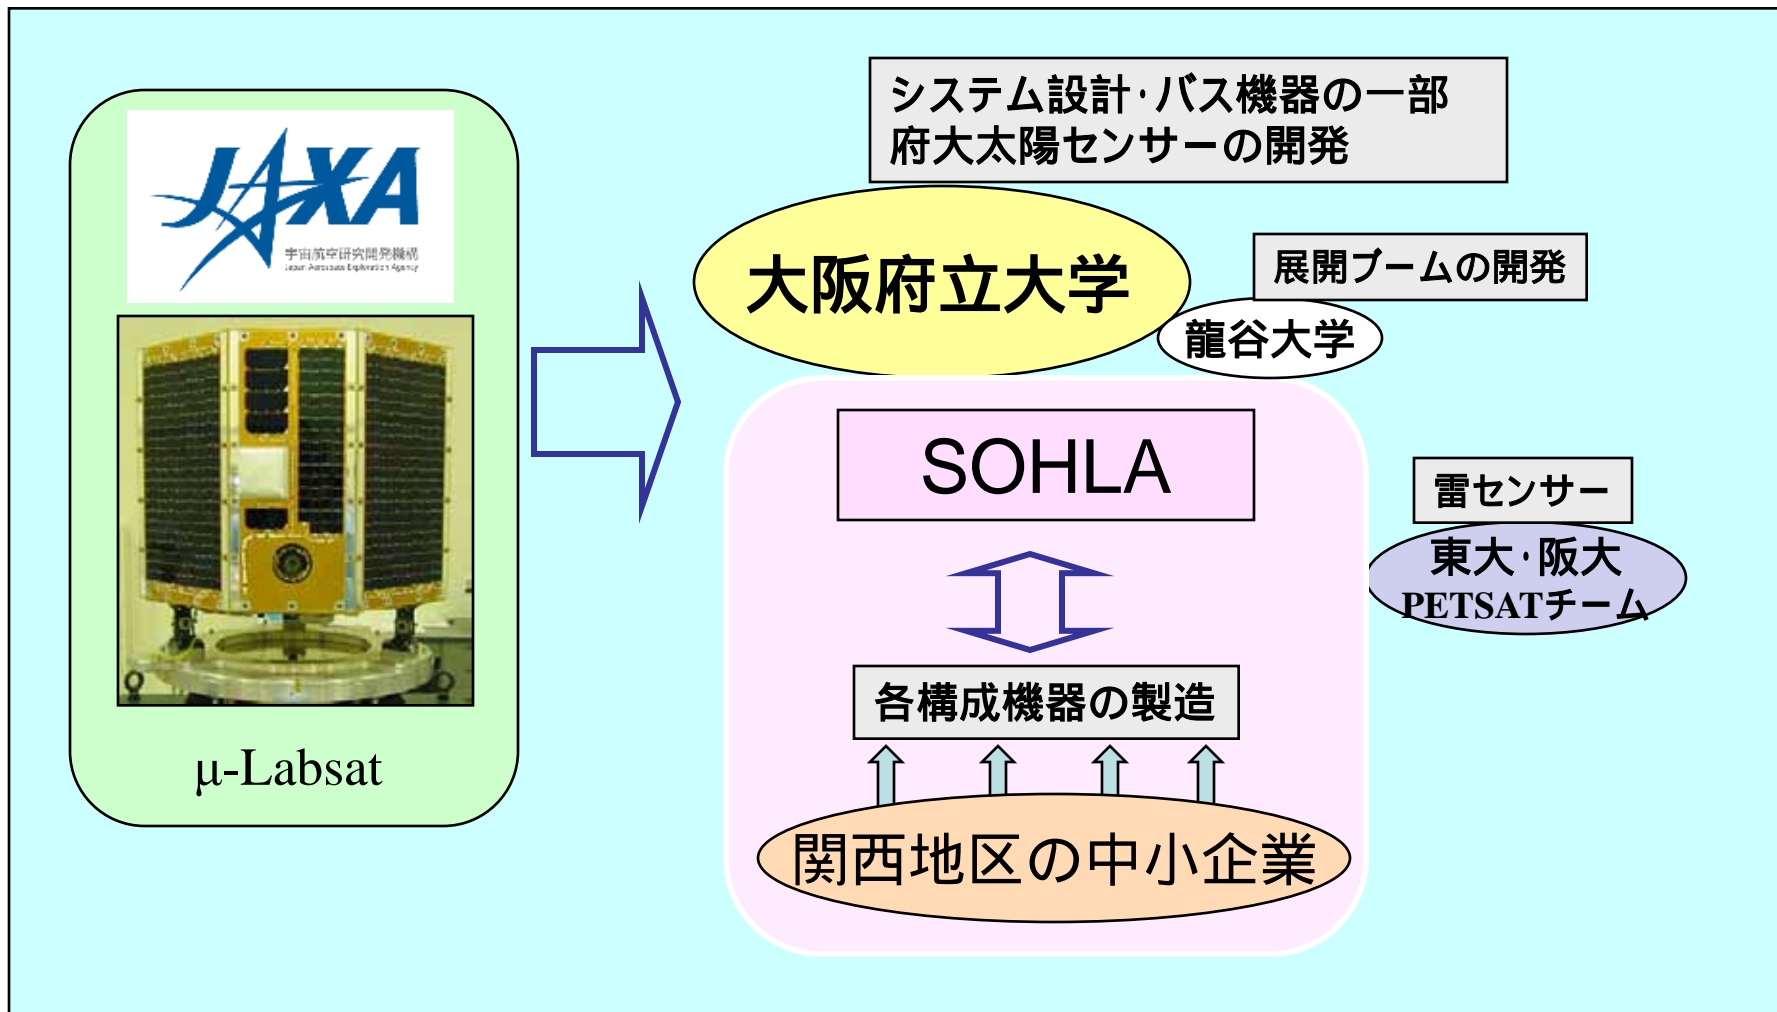 JAXA
宇宙航空研究開発機構
Japan Aerospace Exploration Agency
μ-Labsat
システム設計・バス機器の一部
府大太陽センサーの開発
大阪府立大学
展開ブームの開発
龍谷大学
SOHLA
雷センサー
東大・阪大
PETSATチーム
各構成機器の製造
関西地区の中小企業